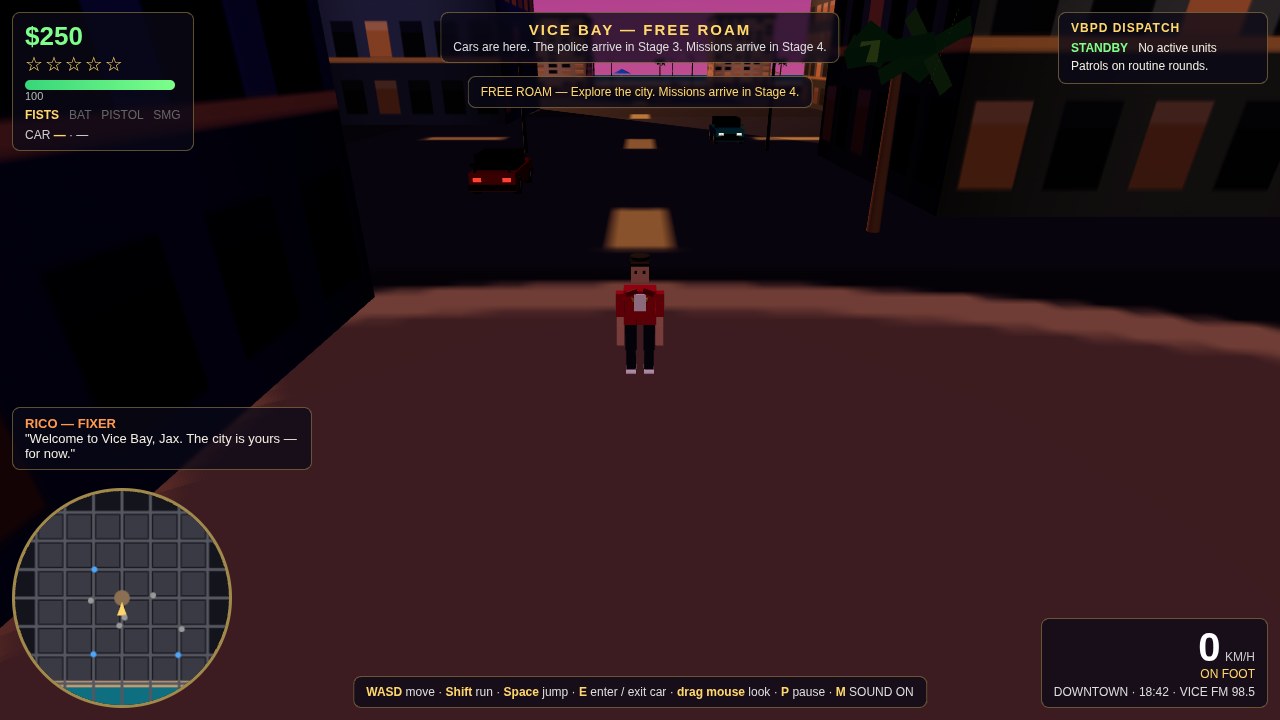 $250
☆☆☆☆☆
100
FISTS BAT PISTOL SMG
CAR — · —
VICE BAY — FREE ROAM
Cars are here. The police arrive in Stage 3. Missions arrive in Stage 4.
FREE ROAM — Explore the city. Missions arrive in Stage 4.
VBPD DISPATCH
STANDBY No active units
Patrols on routine rounds.
RICO — FIXER
"Welcome to Vice Bay, Jax. The city is yours —
for now."
WASD move · Shift run · Space jump · E enter / exit car · drag mouse look · P pause · M SOUND ON
0 KM/H
ON FOOT
DOWNTOWN · 18:42 · VICE FM 98.5